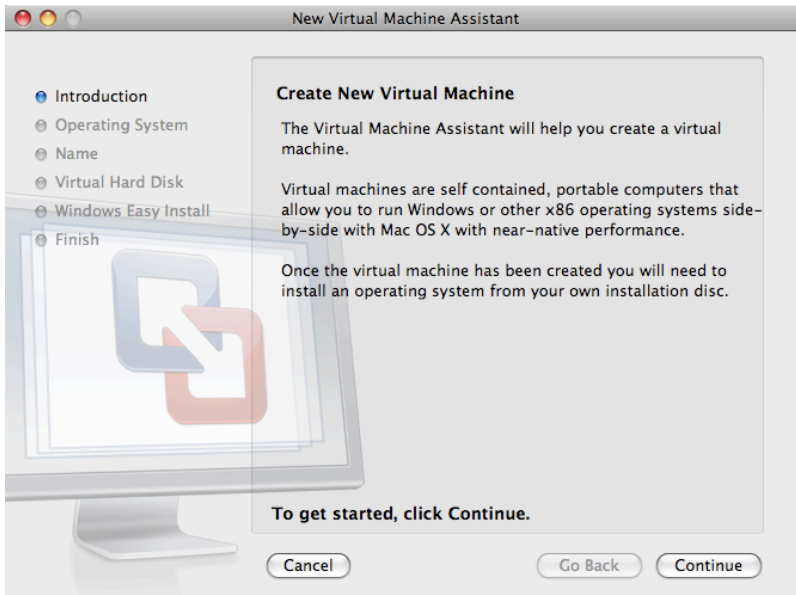 New Virtual Machine Assistant
Introduction
Operating System
Name
Virtual Hard Disk
Windows Easy Install
Finish
Create New Virtual Machine
The Virtual Machine Assistant will help you create a virtual
machine.
Virtual machines are self contained, portable computers that
allow you to run Windows or other x86 operating systems side-
by-side with Mac OS X with near-native performance.
Once the virtual machine has been created you will need to
install an operating system from your own installation disc.
To get started, click Continue.
Cancel
Go Back
Continue